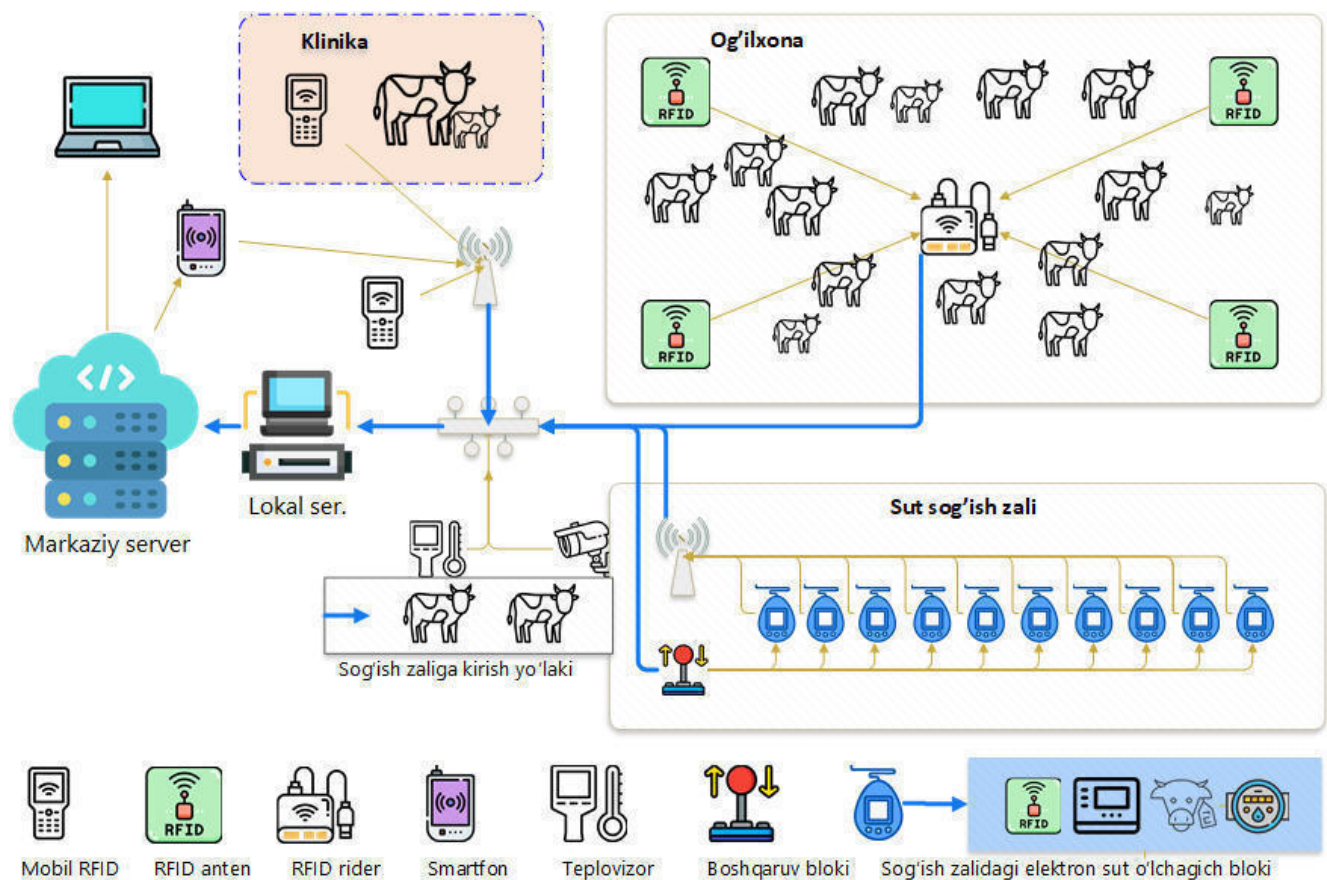 Klinika
Og'ilxona
RFID
RFID
RFID
RFID
</>
Lokal ser.
Markaziy server
Sut sog'ish zali
Sog'ish zaliga kirish yo'laki
RFID
RFID
Mobil RFID
RFID anten
RFID rider
Smartfon
Teplovizor
Boshqaruv bloki
Sog'ish zalidagi elektron sut o'lchagich bloki